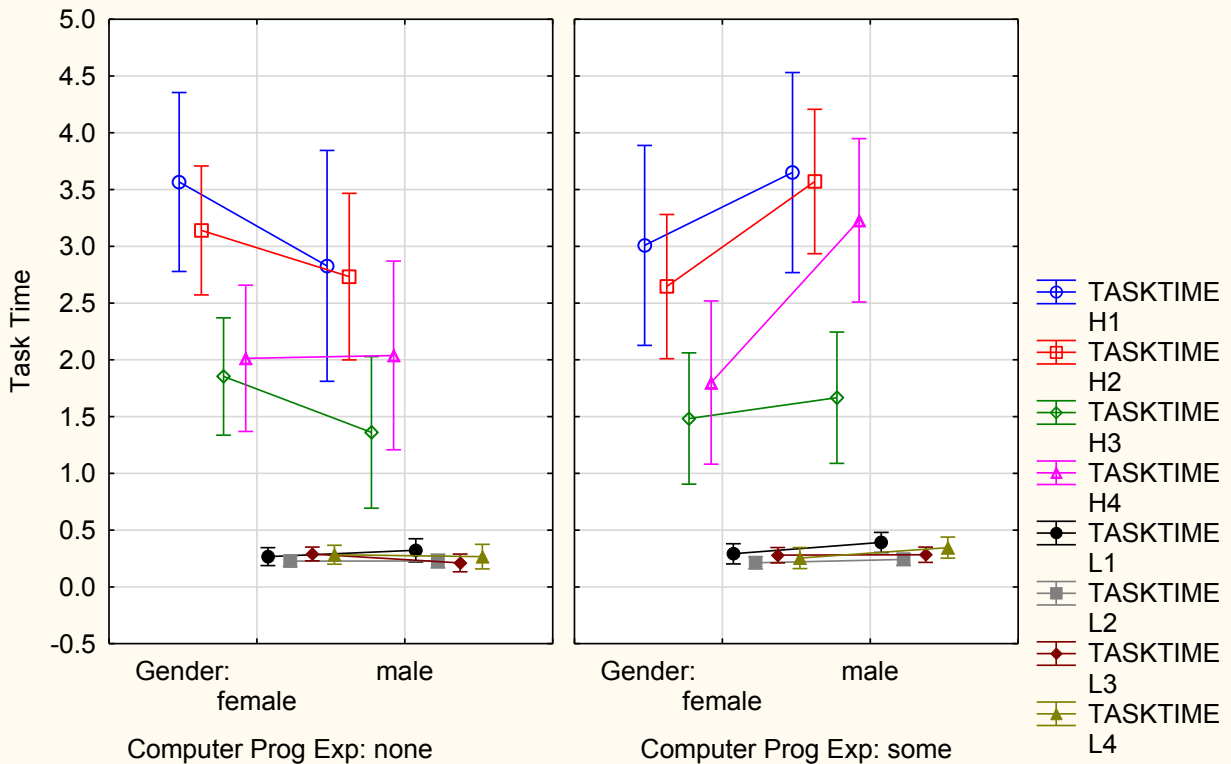 5.0
4.5
4.0
3.5
3.0
2.5
2.0
1.5
1.0
0.5
0.0
-0.5
Task Time
Gender: male
female
Computer Prog Exp: none
male
female
Computer Prog Exp: some
TASKTIME
H1
TASKTIME
H2
TASKTIME
H3
TASKTIME
H4
TASKTIME
L1
TASKTIME
L2
TASKTIME
L3
TASKTIME
L4